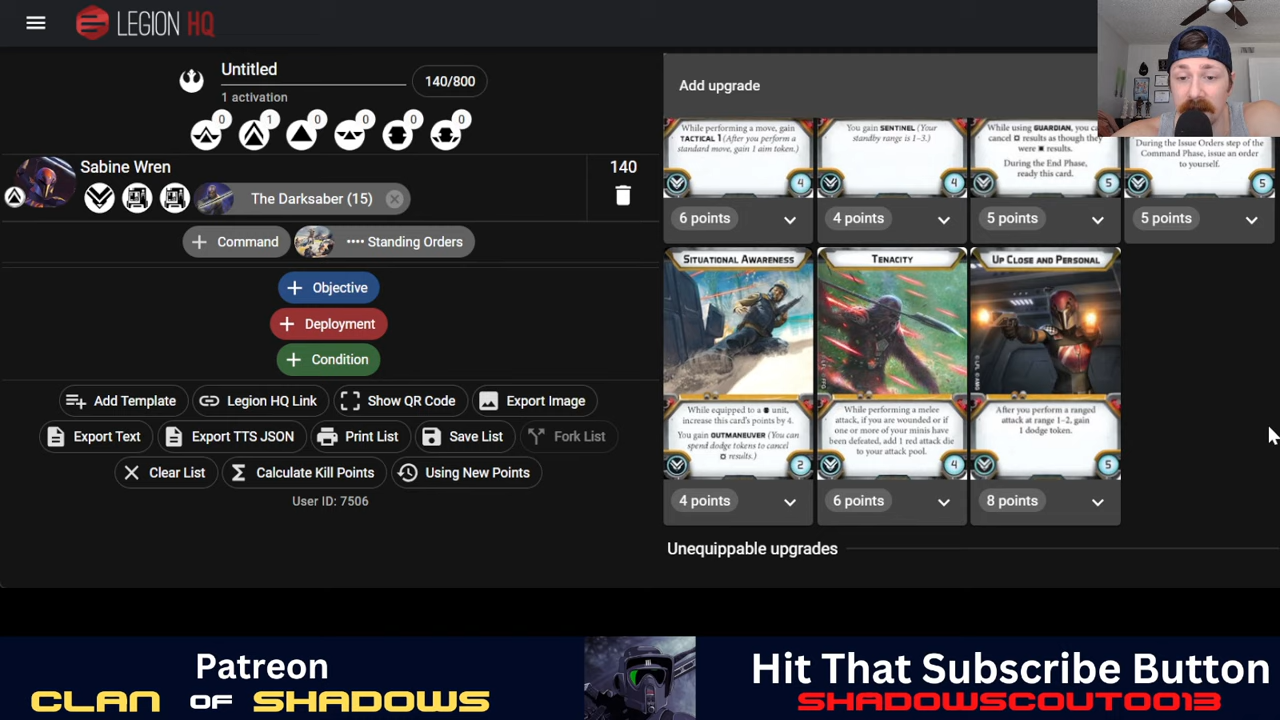 LEGION HQ
Untitled
140/800
1 activation
0
1
0
0
0
0
Sabine Wren
140
The Darksaber (15)
Command
•••• Standing Orders
Objective
Deployment
Condition
Add Template
Legion HQ Link
Show QR Code
Export Image
Export Text
Export TTS JSON
Print List
Save List
Fork List
Clear List
Calculate Kill Points
Using New Points
User ID: 7506
Add upgrade
While performing a move, gain
TACTICAL 1 (After you perform a
standard move, gain 1 aim token.)
4
6 points
You gain SENTINEL (Your
standby range is 1–3.)
4
4 points
While using GUARDIAN, you can
cancel results as though they
were results.
During the End Phase,
ready this card.
5
5 points
During the Issue Orders step of the
Command Phase, issue an order
to yourself.
5
5 points
SITUATIONAL AWARENESS
While equipped to a unit,
increase this card's points by 4.
You gain OUTMANEUVER (You can
spend dodge tokens to cancel
results.)
2
4 points
TENACITY
While performing a melee
attack, if you are wounded or if
one or more of your minis have
been defeated, add 1 red attack die
to your attack pool.
4
6 points
UP CLOSE AND PERSONAL
After you perform a ranged
attack at range 1–2, gain
1 dodge token.
5
8 points
Unequippable upgrades
Patreon
CLAN OF SHADOWS
Hit That Subscribe Button
SHADOWSCOUT0013